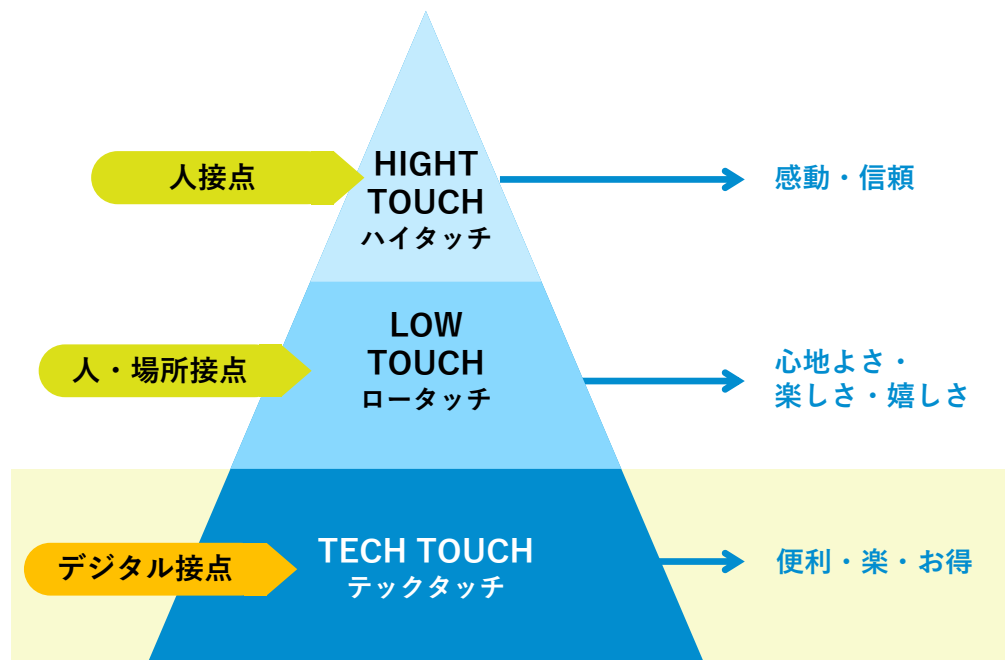 人接点
HIGHT
TOUCH
ハイタッチ
感動・信頼
人・場所接点
LOW
TOUCH
ロータッチ
心地よさ・
楽しさ・嬉しさ
デジタル接点
TECH TOUCH
テックタッチ
便利・楽・お得